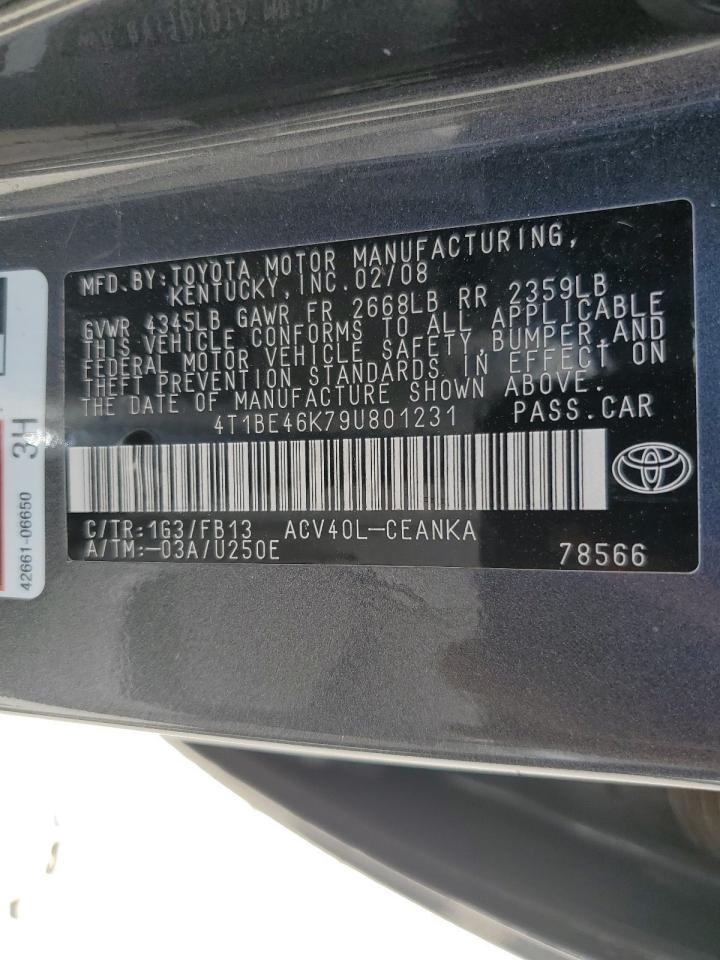 MFD.BY:TOYOTA MOTOR MANUFACTURING,
KENTUCKY,INC.02/08
GVWR 4345LB GAWR FR 2668LB RR 2359LB
THIS VEHICLE CONFORMS TO ALL APPLICABLE
FEDERAL MOTOR VEHICLE SAFETY,BUMPER,AND
THEFT PREVENTION STANDARDS IN EFFECT ON
THE DATE OF MANUFACTURE SHOWN ABOVE.
4T1BE46K79U801231 PASS.CAR
C/TR:1G3/FB13 ACV40L-CEANKA
A/TM:-03A/U250E 78566
3H
42661-06650